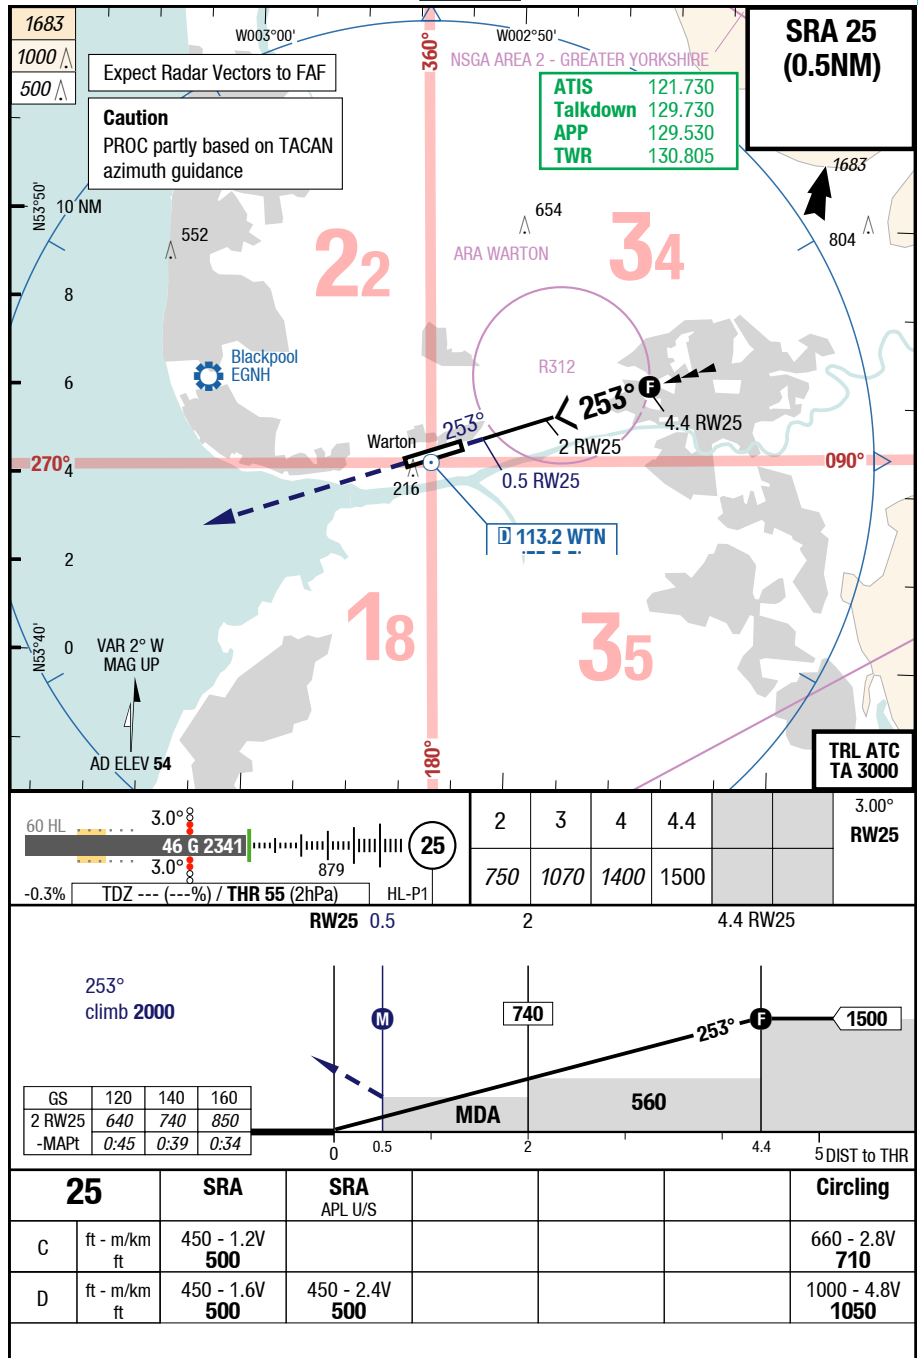 1683
1000
500
Expect Radar Vectors to FAF
Caution
PROC partly based on TACAN
azimuth guidance
W003°00'
W002°50'
360°
NSGA AREA 2 - GREATER YORKSHIRE
ATIS 121.730
Talkdown 129.730
APP 129.530
TWR 130.805
SRA 25
(0.5NM)
1683
N53°50'
10 NM
552
654
804
22
34
ARA WARTON
8
Blackpool
EGNH
R312
6
253°
F
4.4 RW25
253°
Warton
2 RW25
270°
4
216
0.5 RW25
090°
D 113.2 WTN
2
18
35
N53°40'
0
VAR 2° W
MAG UP
180°
AD ELEV 54
TRL ATC
TA 3000
60 HL
3.0°
46 G 2341
3.0°
879
25
-0.3%
TDZ --- (---%) / THR 55 (2hPa)
HL-P1
2 3 4 4.4
750 1070 1400 1500
3.00°
RW25
RW25 0.5 2 4.4 RW25
253°
climb 2000
M
740
253°
F
1500
MDA
560
GS 120 140 160
2 RW25 640 740 850
-MAPt 0:45 0:39 0:34
0 0.5 2 4.4 5 DIST to THR
25 SRA SRA Circling
APL U/S
C ft - m/km 450 - 1.2V 660 - 2.8V
ft 500 710
D ft - m/km 450 - 1.6V 450 - 2.4V 1000 - 4.8V
ft 500 500 1050